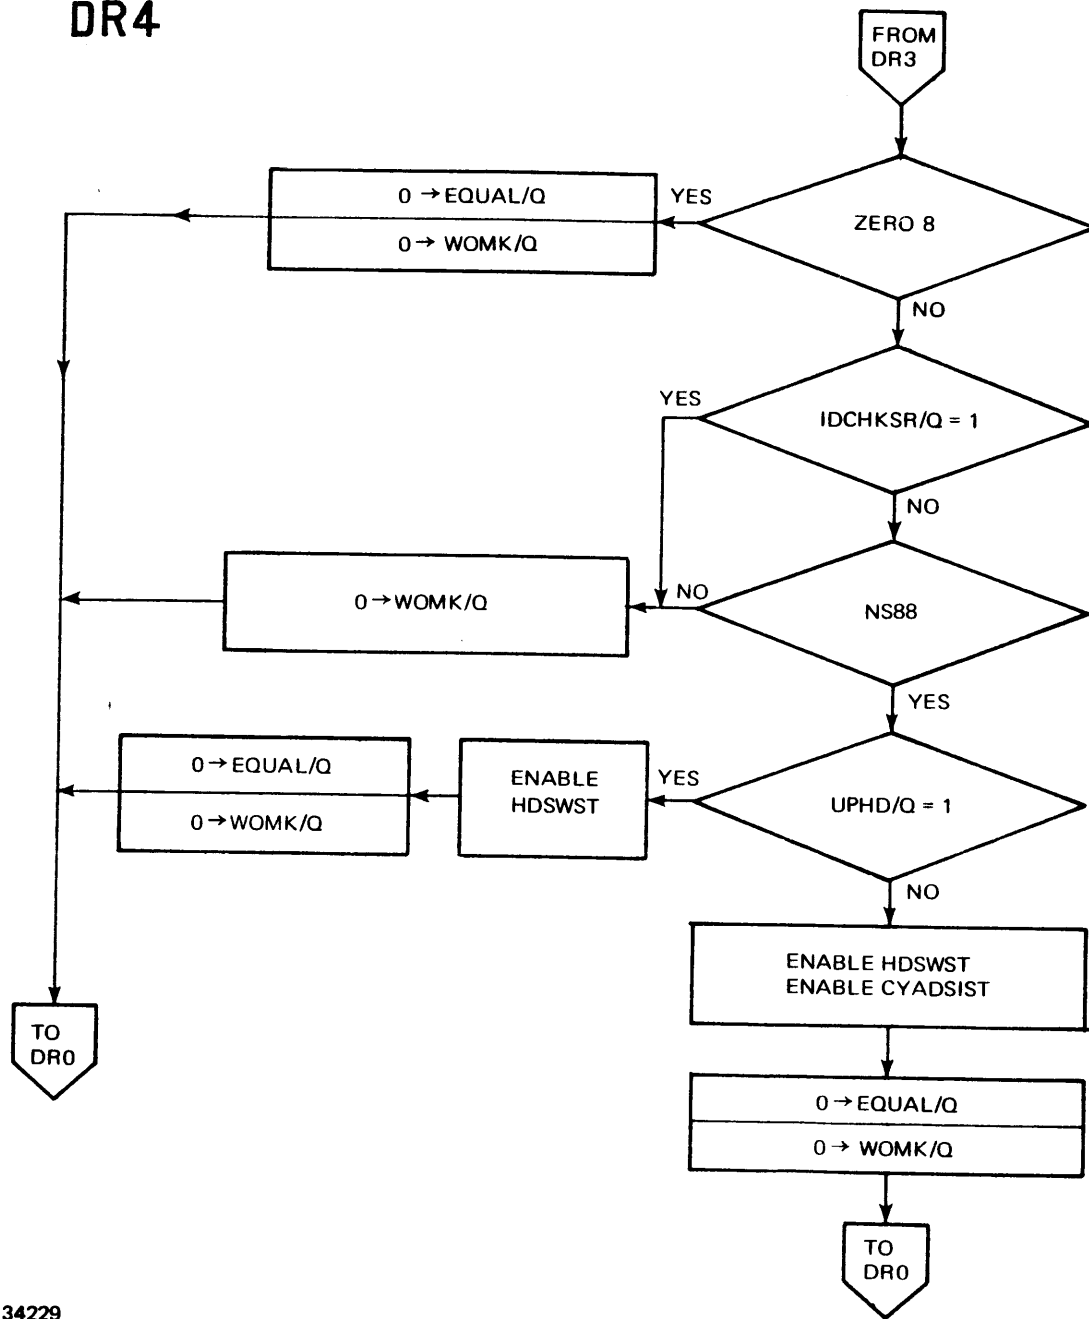 DR4
FROM
DR3
ZERO 8
YES
0 → EQUAL/Q
0 → WOMK/Q
NO
IDCHKSR/Q = 1
YES
NO
NS88
NO
0 → WOMK/Q
YES
UPHD/Q = 1
YES
ENABLE
HDSWST
0 → EQUAL/Q
0 → WOMK/Q
NO
ENABLE HDSWST
ENABLE CYADSIST
TO
DR0
0 → EQUAL/Q
0 → WOMK/Q
TO
DR0
34229